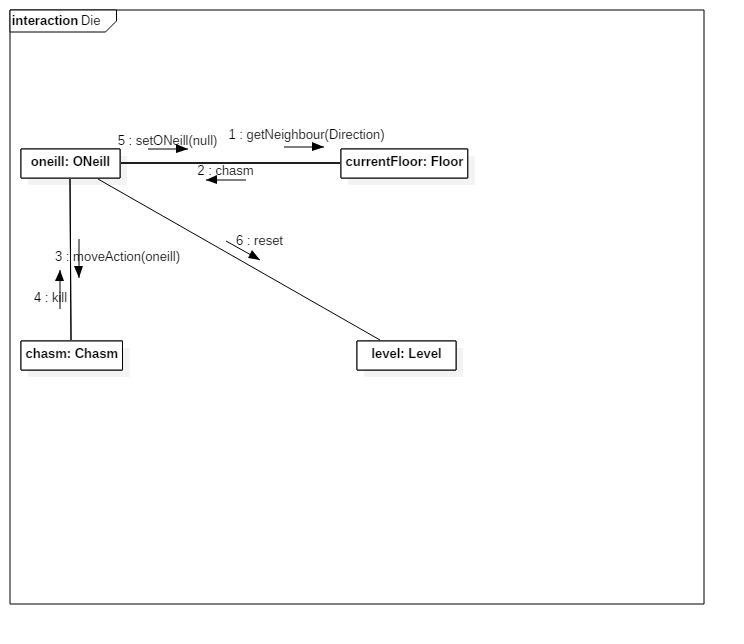 interaction Die
1 : getNeighbour(Direction)
5 : setONeill(null)
oneill: ONeill
currentFloor: Floor
2 : chasm
6 : reset
3 : moveAction(oneill)
4 : kill
chasm: Chasm
level: Level